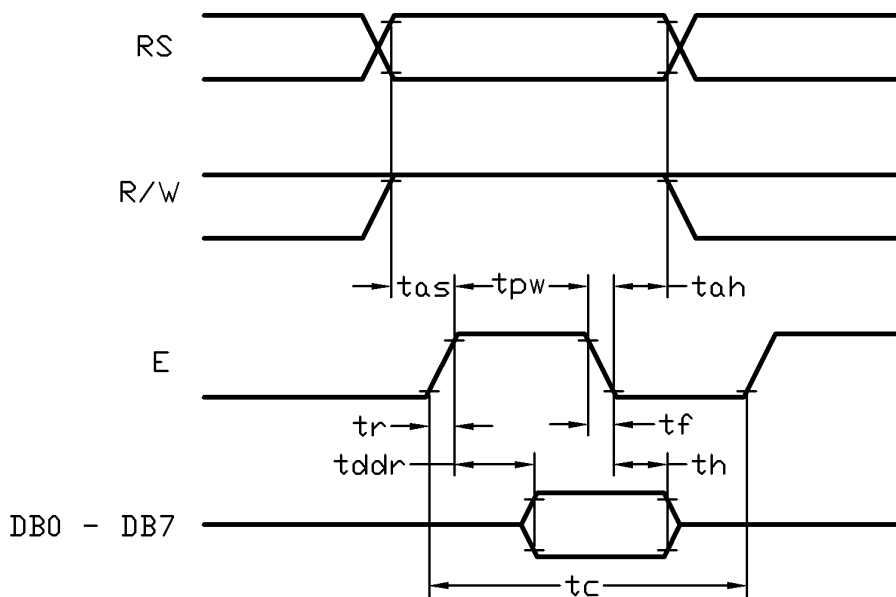 RS
R/W
tas tpw tah
E
tr tf
tddr th
DB0 - DB7
tc